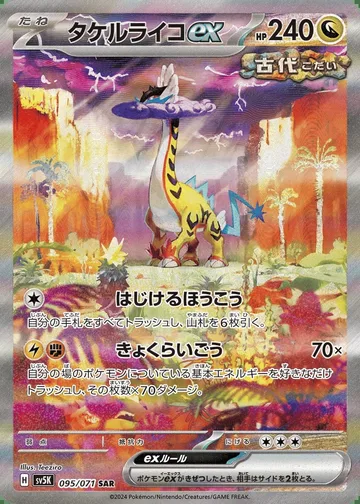 たね
タケルライコex
HP240
古代 こだい
はじけるほうこう
自分の手札をすべてトラッシュし、山札を6枚引く。
きょくらいごう 70×
自分の場のポケモンについている基本エネルギーを好きなだけ
トラッシュし、その枚数×70ダメージ。
弱点 抵抗力 にげる
Illus. Teeziro
exルール
ポケモンexがきぜつしたとき、相手はサイドを2枚とる。
H sv5K 095/071 SAR
©2024 Pokémon/Nintendo/Creatures/GAME FREAK.